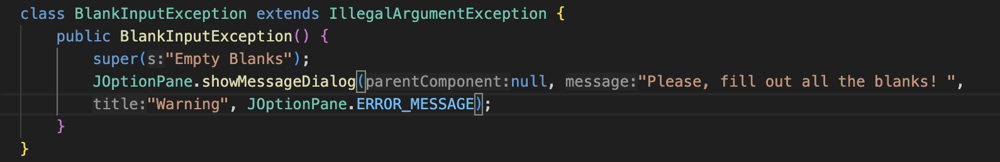 class BlankInputException extends IllegalArgumentException {
    public BlankInputException() {
        super(s:"Empty Blanks");
        JOptionPane.showMessageDialog(parentComponent:null, message:"Please, fill out all the blanks! ",
        title:"Warning", JOptionPane.ERROR_MESSAGE);
    }
}